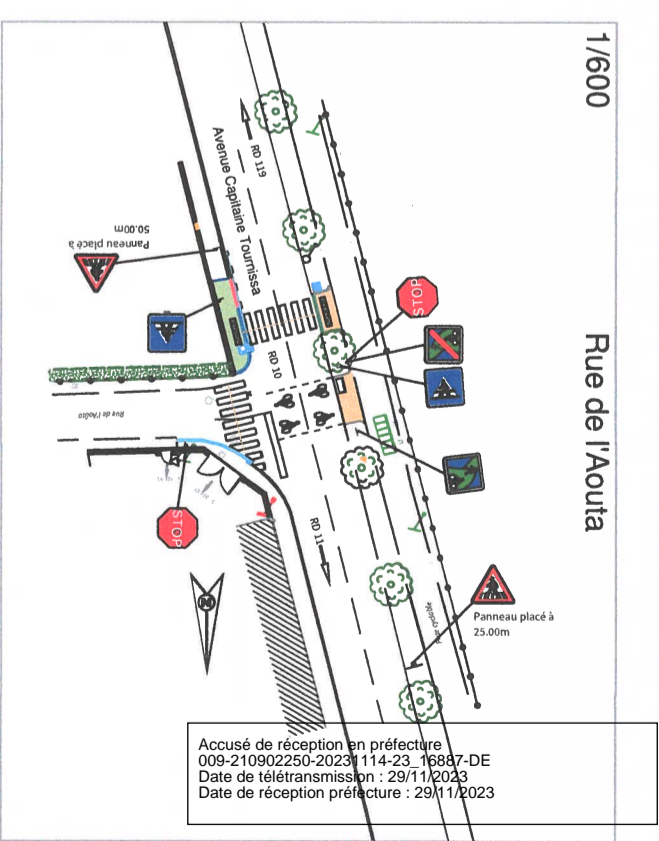 1/600
Rue de l'Aouta
RD 119
Avenue Capitaine Tournissa
Panneau placé à
50.00m
STOP
RD 10
Rue de l'Aoûta
STOP
RD 11
N
Panneau placé à
25.00m
Accusé de réception en préfecture
009-210902250-20231114-23_16887-DE
Date de télétransmission : 29/11/2023
Date de réception préfecture : 29/11/2023